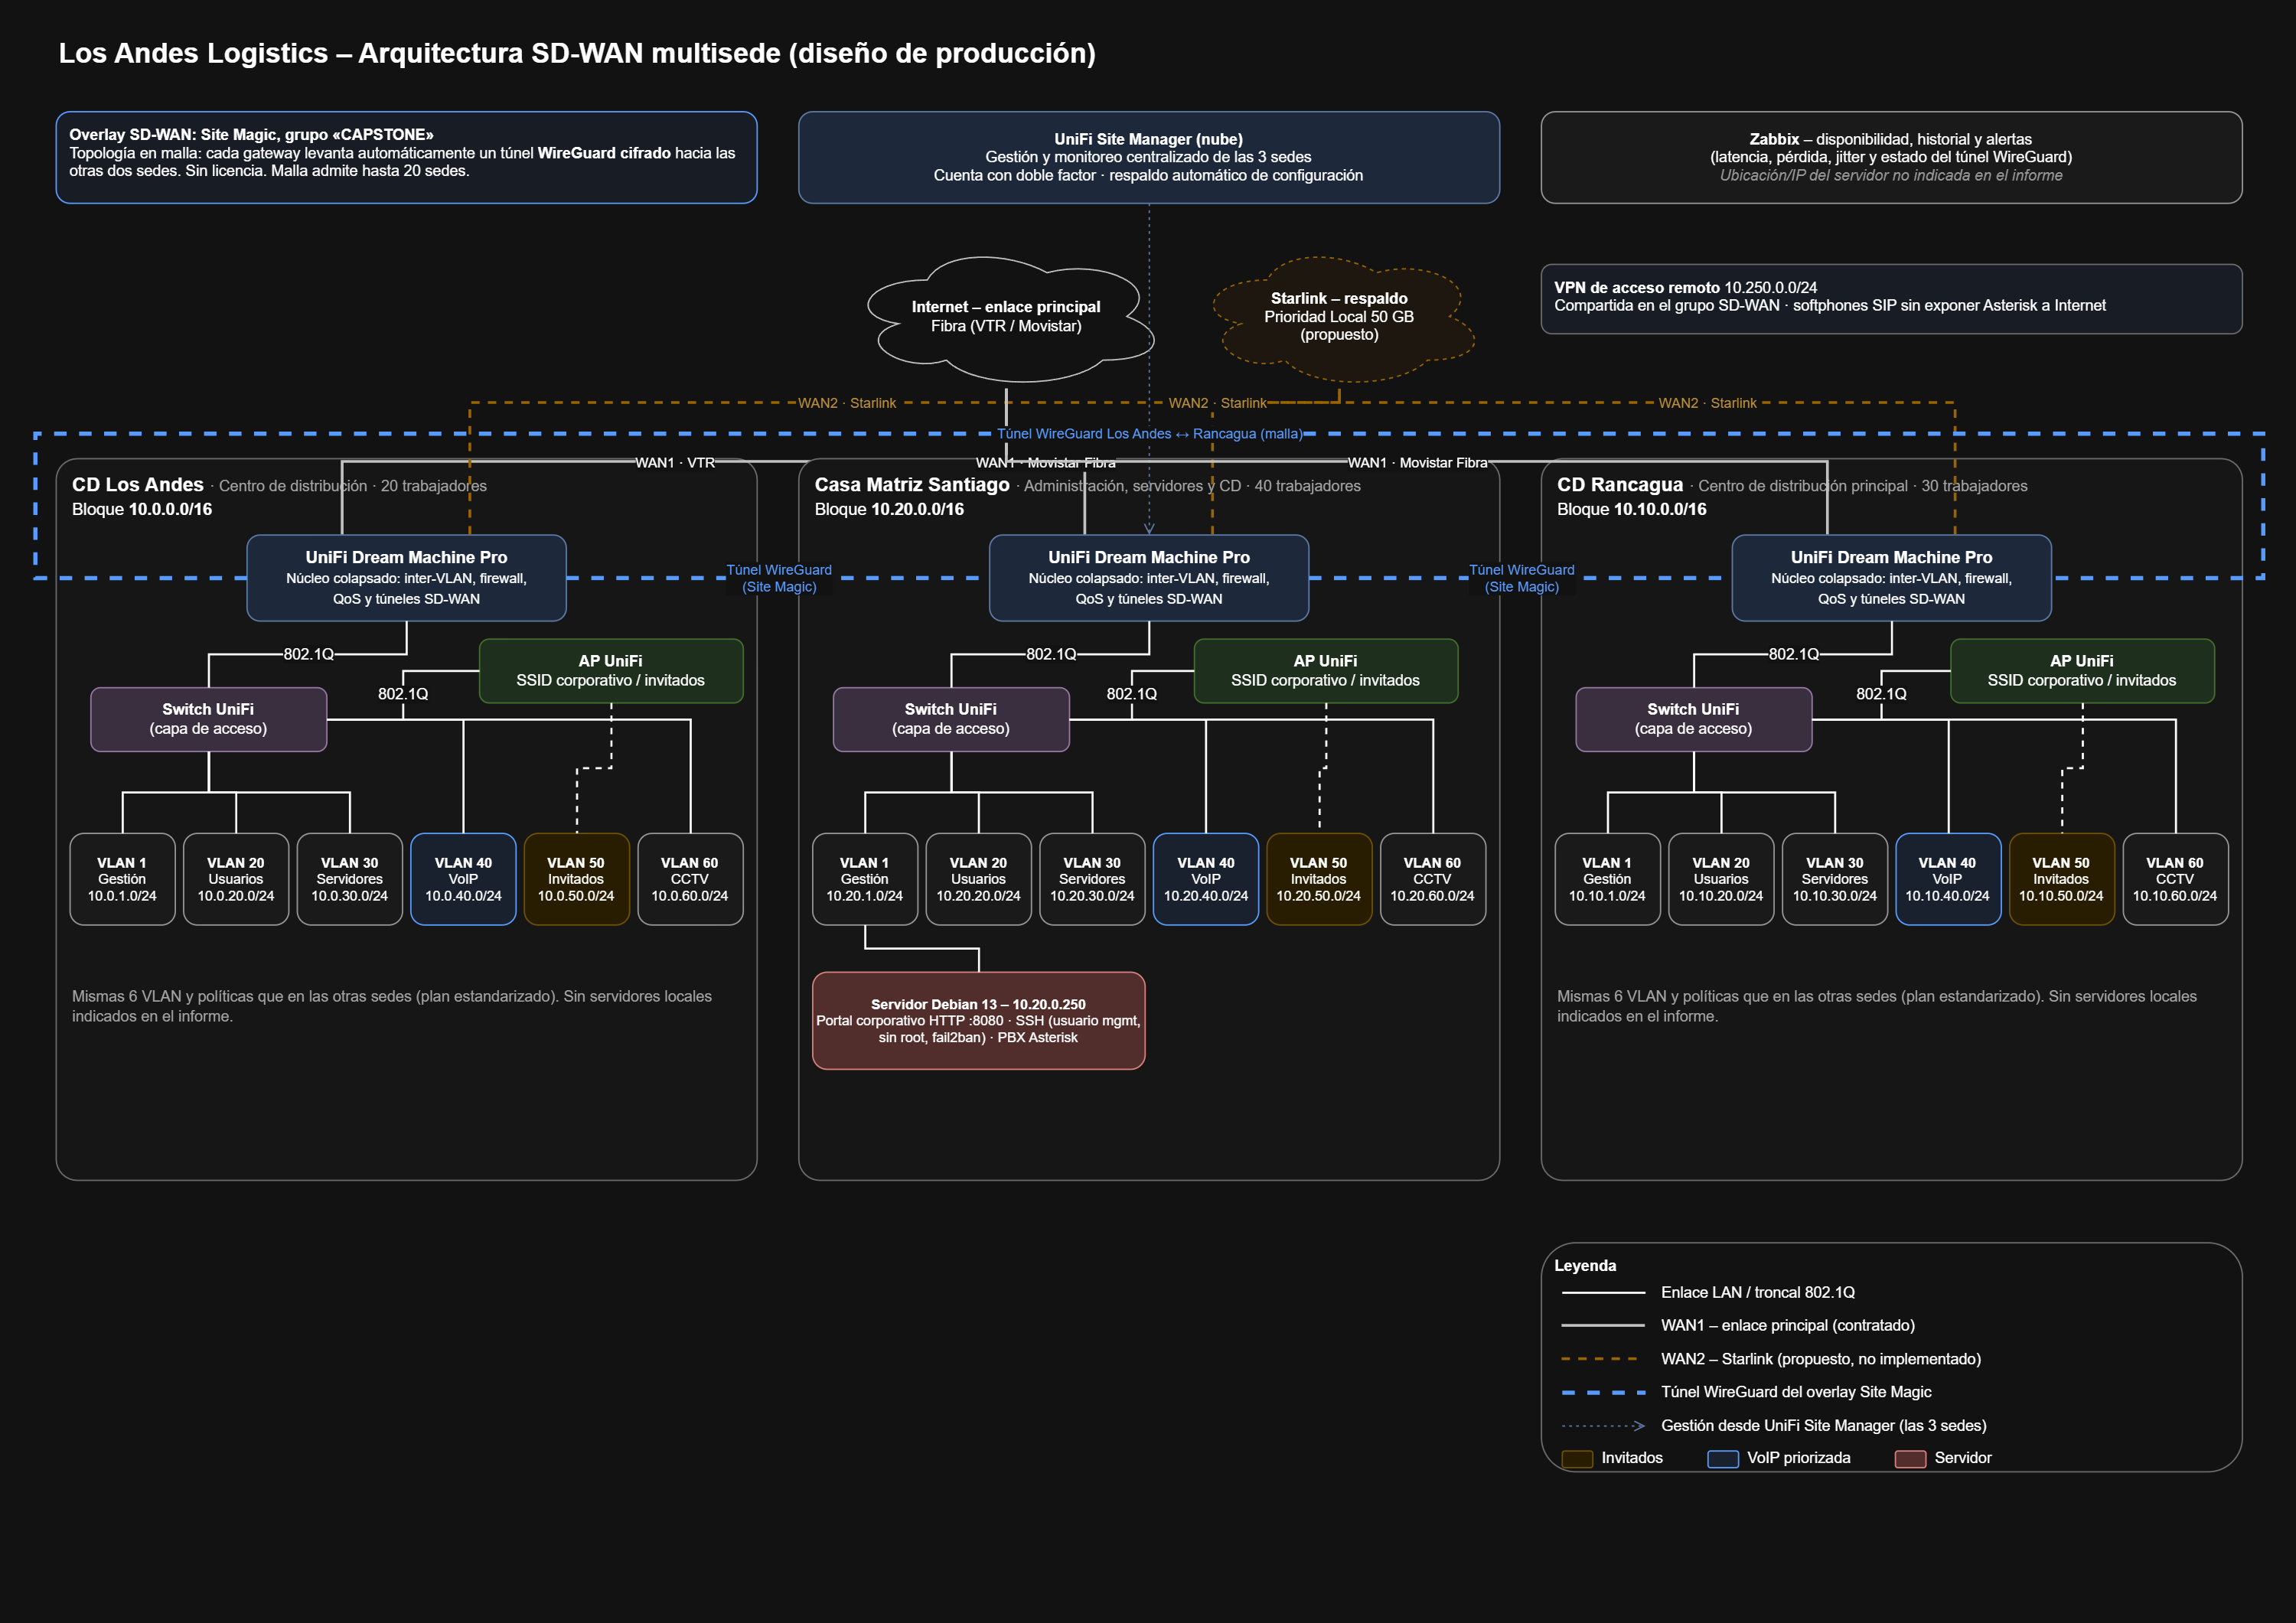 Los Andes Logistics – Arquitectura SD-WAN multisede (diseño de producción)
Overlay SD-WAN: Site Magic, grupo «CAPSTONE»
Topología en malla: cada gateway levanta automáticamente un túnel WireGuard cifrado hacia las
otras dos sedes. Sin licencia. Malla admite hasta 20 sedes.
UniFi Site Manager (nube)
Gestión y monitoreo centralizado de las 3 sedes
Cuenta con doble factor · respaldo automático de configuración
Zabbix – disponibilidad, historial y alertas
(latencia, pérdida, jitter y estado del túnel WireGuard)
Ubicación/IP del servidor no indicada en el informe
Internet – enlace principal
Fibra (VTR / Movistar)
Starlink – respaldo
Prioridad Local 50 GB
(propuesto)
VPN de acceso remoto 10.250.0.0/24
Compartida en el grupo SD-WAN · softphones SIP sin exponer Asterisk a Internet
WAN2 · Starlink
WAN2 · Starlink
WAN2 · Starlink
Túnel WireGuard Los Andes ↔ Rancagua (malla)
WAN1 · VTR
WAN1 · Movistar Fibra
WAN1 · Movistar Fibra
CD Los Andes · Centro de distribución · 20 trabajadores
Bloque 10.0.0.0/16
UniFi Dream Machine Pro
Núcleo colapsado: inter-VLAN, firewall,
QoS y túneles SD-WAN
Túnel WireGuard
(Site Magic)
802.1Q
AP UniFi
SSID corporativo / invitados
802.1Q
Switch UniFi
(capa de acceso)
VLAN 1
Gestión
10.0.1.0/24
VLAN 20
Usuarios
10.0.20.0/24
VLAN 30
Servidores
10.0.30.0/24
VLAN 40
VoIP
10.0.40.0/24
VLAN 50
Invitados
10.0.50.0/24
VLAN 60
CCTV
10.0.60.0/24
Mismas 6 VLAN y políticas que en las otras sedes (plan estandarizado). Sin servidores locales
indicados en el informe.
Casa Matriz Santiago · Administración, servidores y CD · 40 trabajadores
Bloque 10.20.0.0/16
UniFi Dream Machine Pro
Núcleo colapsado: inter-VLAN, firewall,
QoS y túneles SD-WAN
Túnel WireGuard
(Site Magic)
802.1Q
AP UniFi
SSID corporativo / invitados
802.1Q
Switch UniFi
(capa de acceso)
VLAN 1
Gestión
10.20.1.0/24
VLAN 20
Usuarios
10.20.20.0/24
VLAN 30
Servidores
10.20.30.0/24
VLAN 40
VoIP
10.20.40.0/24
VLAN 50
Invitados
10.20.50.0/24
VLAN 60
CCTV
10.20.60.0/24
Servidor Debian 13 – 10.20.0.250
Portal corporativo HTTP :8080 · SSH (usuario mgmt,
sin root, fail2ban) · PBX Asterisk
CD Rancagua · Centro de distribución principal · 30 trabajadores
Bloque 10.10.0.0/16
UniFi Dream Machine Pro
Núcleo colapsado: inter-VLAN, firewall,
QoS y túneles SD-WAN
802.1Q
AP UniFi
SSID corporativo / invitados
802.1Q
Switch UniFi
(capa de acceso)
VLAN 1
Gestión
10.10.1.0/24
VLAN 20
Usuarios
10.10.20.0/24
VLAN 30
Servidores
10.10.30.0/24
VLAN 40
VoIP
10.10.40.0/24
VLAN 50
Invitados
10.10.50.0/24
VLAN 60
CCTV
10.10.60.0/24
Mismas 6 VLAN y políticas que en las otras sedes (plan estandarizado). Sin servidores locales
indicados en el informe.
Leyenda
Enlace LAN / troncal 802.1Q
WAN1 – enlace principal (contratado)
WAN2 – Starlink (propuesto, no implementado)
Túnel WireGuard del overlay Site Magic
Gestión desde UniFi Site Manager (las 3 sedes)
Invitados
VoIP priorizada
Servidor